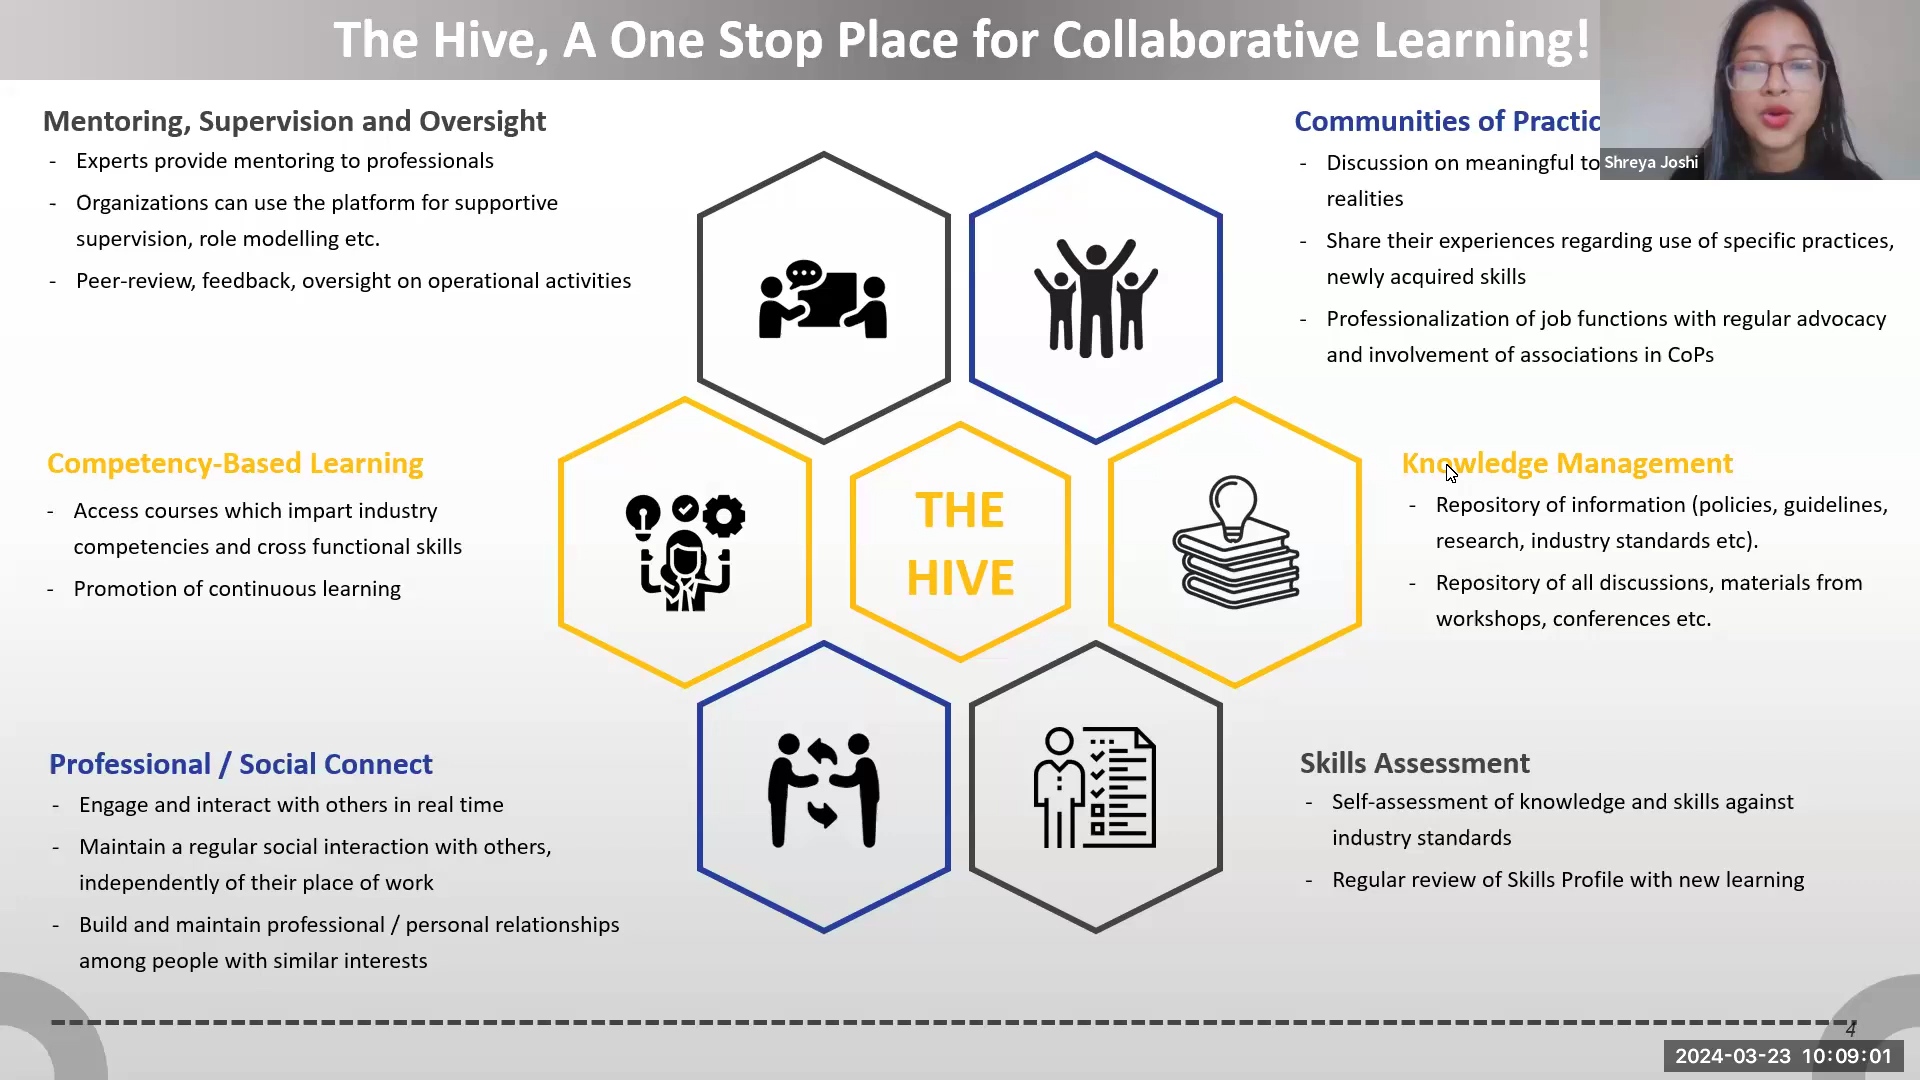 The Hive, A One Stop Place for Collaborative Learning!
Mentoring, Supervision and Oversight
- Experts provide mentoring to professionals
- Organizations can use the platform for supportive
supervision, role modelling etc.
- Peer-review, feedback, oversight on operational activities
Competency-Based Learning
- Access courses which impart industry
competencies and cross functional skills
- Promotion of continuous learning
Professional / Social Connect
- Engage and interact with others in real time
- Maintain a regular social interaction with others,
independently of their place of work
- Build and maintain professional / personal relationships
among people with similar interests
THE
HIVE
Communities of
- Discussion on meaningful
realities
- Share their experiences regarding use of specific practices,
newly acquired skills
- Professionalization of job functions with regular advocacy
and involvement of associations in CoPs
Knowledge Management
- Repository of information (policies, guidelines,
research, industry standards etc).
- Repository of all discussions, materials from
workshops, conferences etc.
Skills Assessment
- Self-assessment of knowledge and skills against
industry standards
- Regular review of Skills Profile with new learning
Shreya Joshi
4
2024-03-23 10:09:01